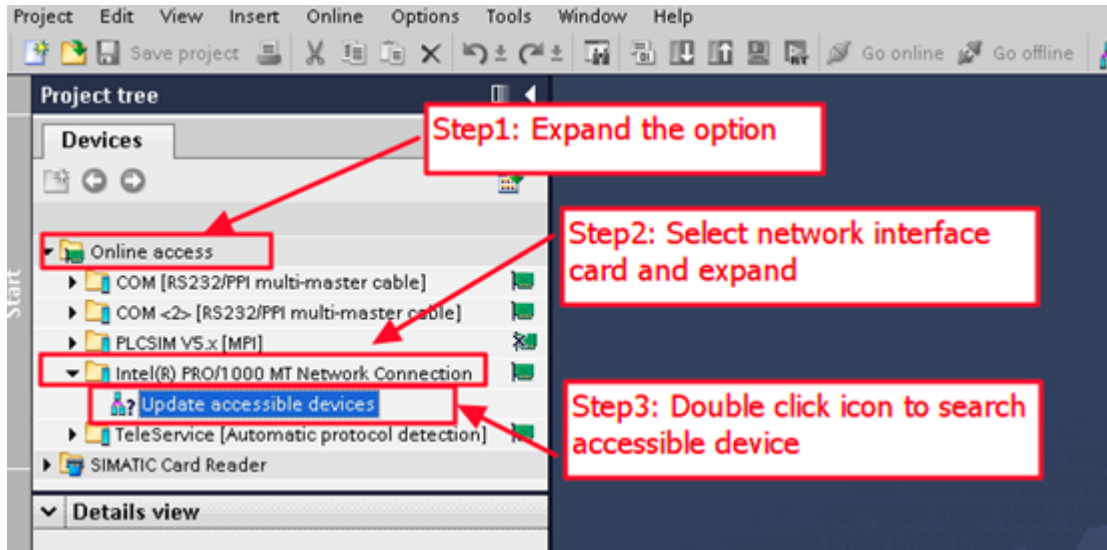 Project Edit View Insert Online Options Tools Window Help
Save project Go online Go offline
Project tree
Devices
Step1: Expand the option
Online access
COM [RS232/PPI multi-master cable]
COM <2> [RS232/PPI multi-master cable]
PLCSIM V5.x [MPI]
Intel(R) PRO/1000 MT Network Connection
Update accessible devices
TeleService [Automatic protocol detection]
SIMATIC Card Reader
Details view
Step2: Select network interface
card and expand
Step3: Double click icon to search
accessible device
Start